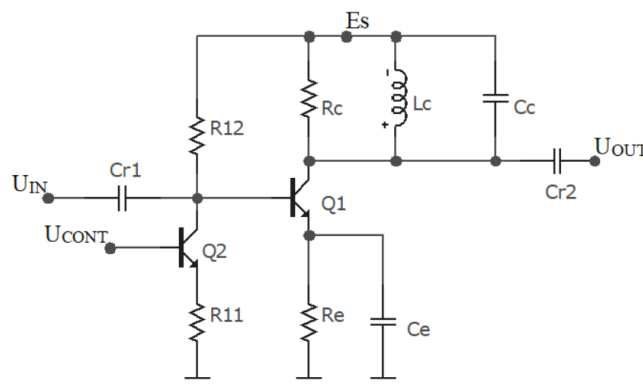 Es
Rc
Lc
Cc
R12
UOUT
Cr1
Cr2
UIN
Q1
UCONT
Q2
R11
Re
Ce
- 
+